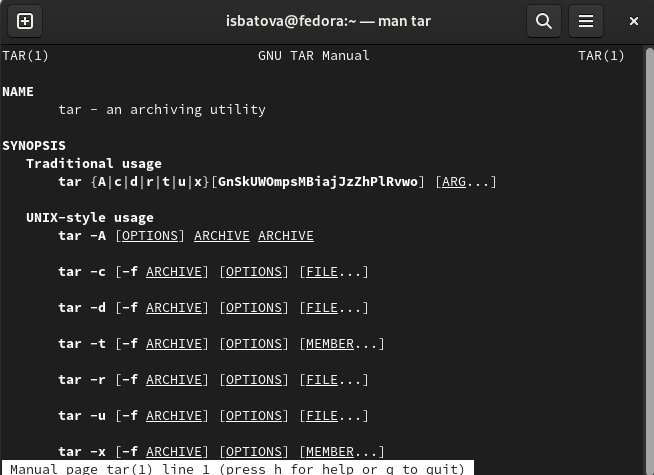 isbatova@fedora:~ — man tar
TAR(1) GNU TAR Manual TAR(1)
NAME
tar - an archiving utility
SYNOPSIS
Traditional usage
tar {A|c|d|r|t|u|x}[GnSkUWOmpsMBiajJzZhPlRvwo] [ARG...]
UNIX-style usage
tar -A [OPTIONS] ARCHIVE ARCHIVE
tar -c [-f ARCHIVE] [OPTIONS] [FILE...]
tar -d [-f ARCHIVE] [OPTIONS] [FILE...]
tar -t [-f ARCHIVE] [OPTIONS] [MEMBER...]
tar -r [-f ARCHIVE] [OPTIONS] [FILE...]
tar -u [-f ARCHIVE] [OPTIONS] [FILE...]
tar -x [-f ARCHIVE] [OPTIONS] [MEMBER...]
Manual page tar(1) line 1 (press h for help or q to quit)